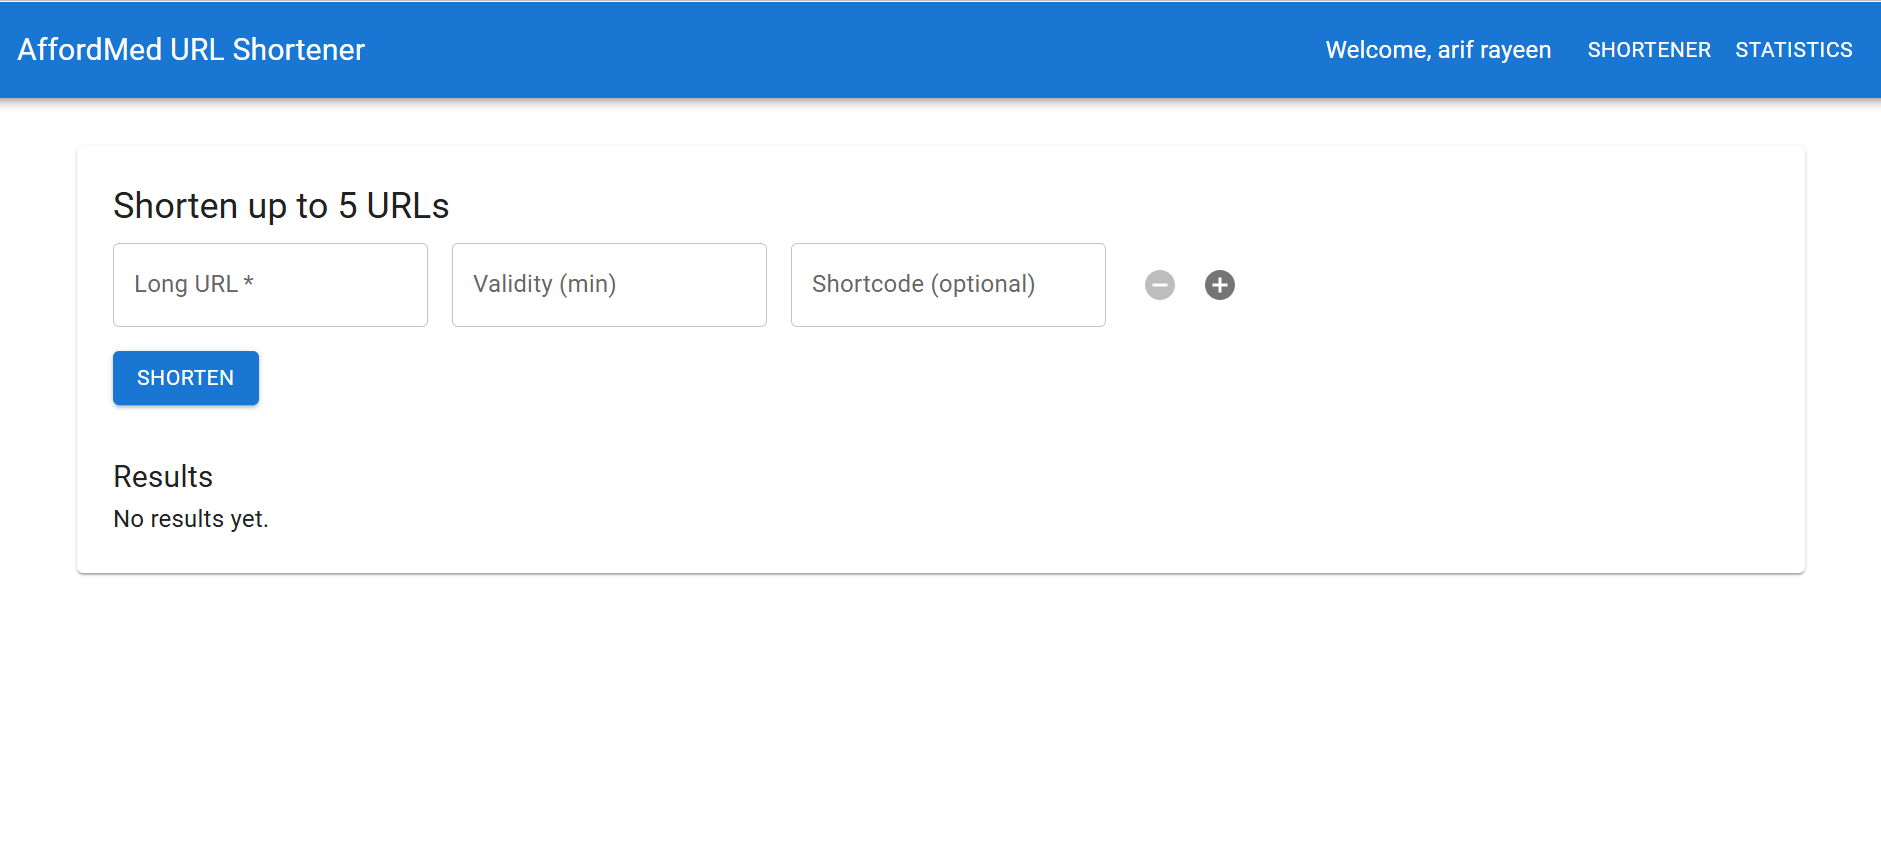 AffordMed URL Shortener
Welcome, arif rayeen SHORTENER STATISTICS
Shorten up to 5 URLs
Long URL * Validity (min) Shortcode (optional)
SHORTEN
Results
No results yet.